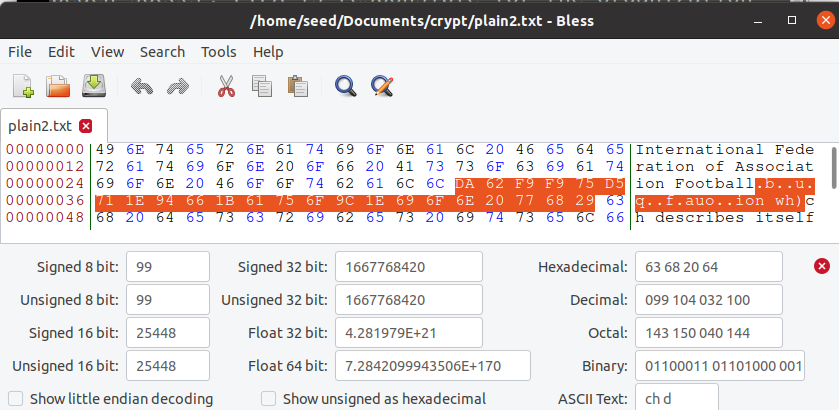 /home/seed/Documents/crypt/plain2.txt - Bless
File Edit View Search Tools Help
plain2.txt
00000000 49 6E 74 65 72 6E 61 74 69 6F 6E 61 6C 20 46 65 64 65 International Fede
00000012 72 61 74 69 6F 6E 20 6F 66 20 41 73 73 6F 63 69 61 74 ration of Associat
00000024 69 6F 6E 20 46 6F 6F 74 62 61 6C 6C DA 62 F9 F9 75 D5 ion Football.b..u.
00000036 71 1E 94 66 1B 61 75 6F 9C 1E 69 6F 6E 20 77 68 29 63 q..f.auo..ion wh)c
00000048 68 20 64 65 73 63 72 69 62 65 73 20 69 74 73 65 6C 66 h describes itself
Signed 8 bit: 99 Signed 32 bit: 1667768420 Hexadecimal: 63 68 20 64
Unsigned 8 bit: 99 Unsigned 32 bit: 1667768420 Decimal: 099 104 032 100
Signed 16 bit: 25448 Float 32 bit: 4.281979E+21 Octal: 143 150 040 144
Unsigned 16 bit: 25448 Float 64 bit: 7.2842099943506E+170 Binary: 01100011 01101000 001
Show little endian decoding Show unsigned as hexadecimal ASCII Text: ch d